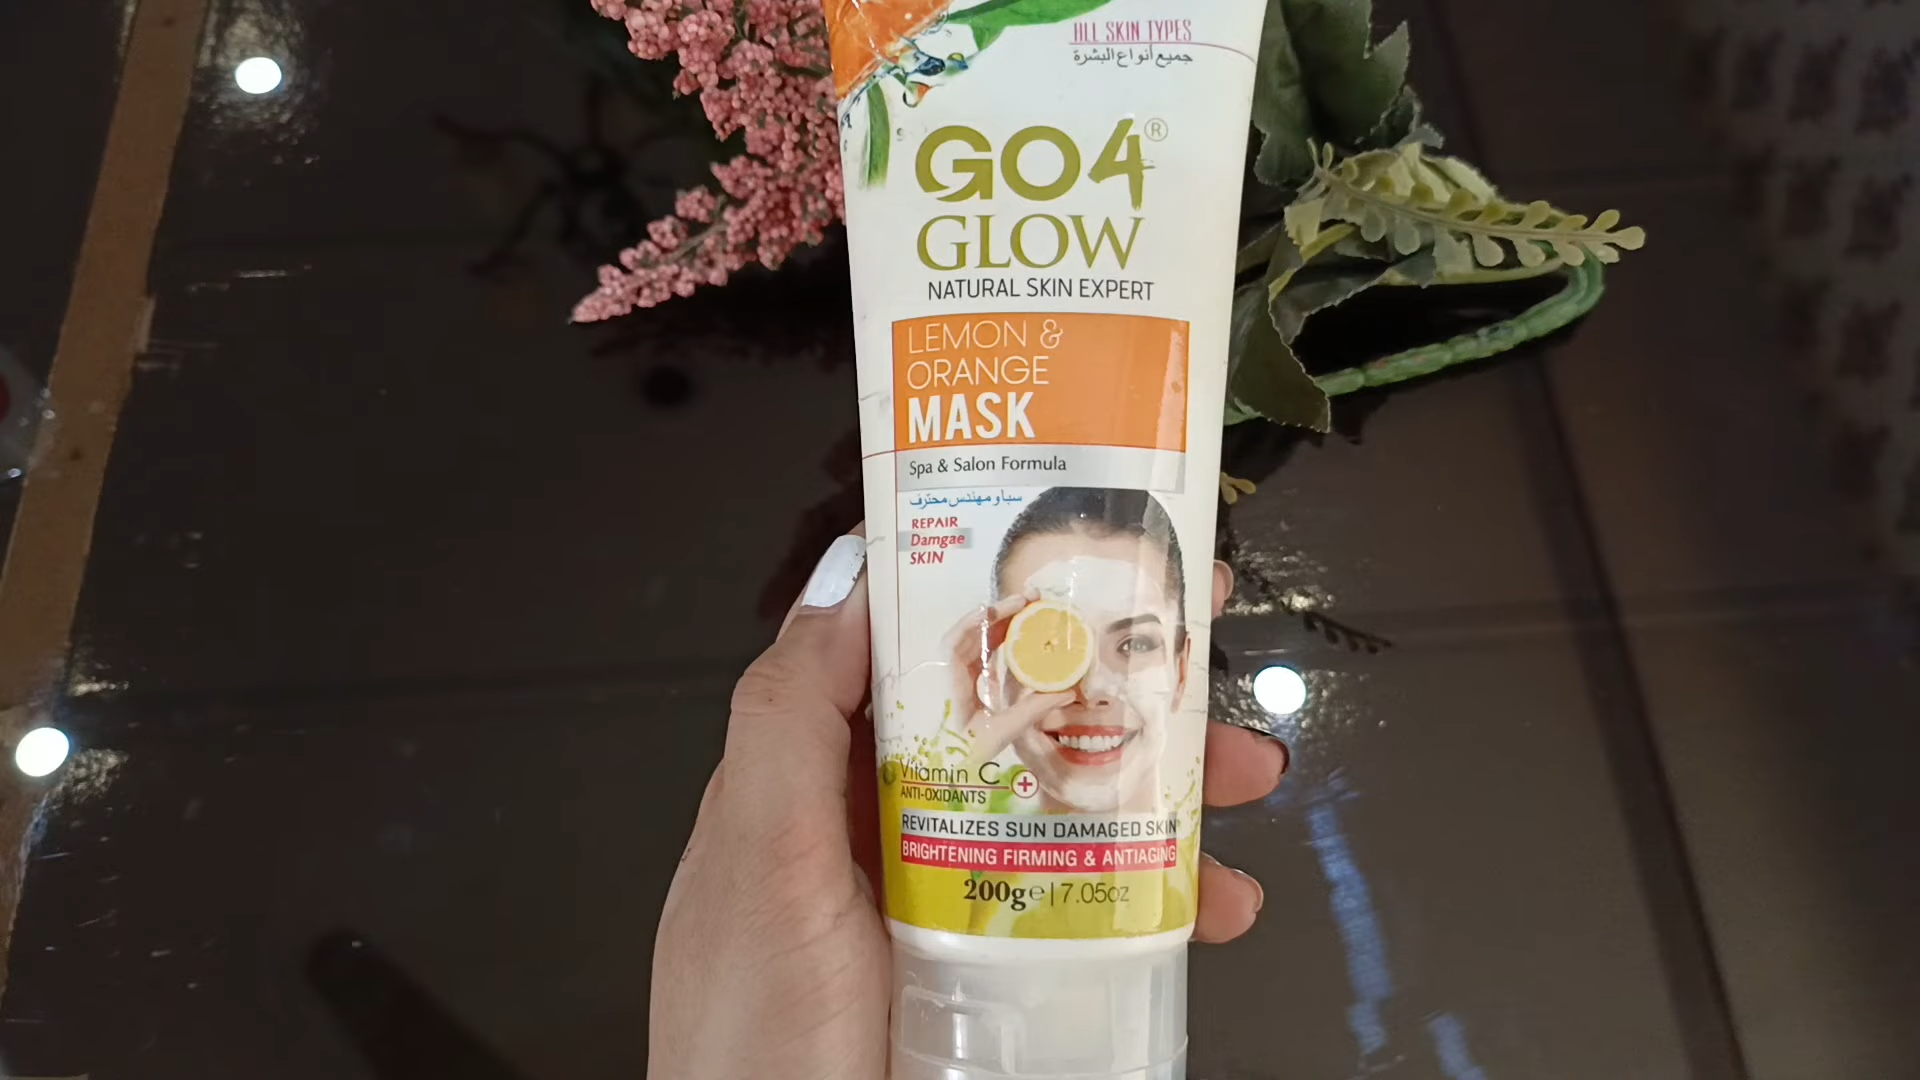 ALL SKIN TYPES
جميع أنواع البشرة
GO4®
GLOW
NATURAL SKIN EXPERT
LEMON &
ORANGE
MASK
Spa & Salon Formula
سبا و مهندس محترف
REPAIR
Damgae
SKIN
Vitamin C +
ANTI-OXIDANTS
REVITALIZES SUN DAMAGED SKIN
BRIGHTENING FIRMING & ANTIAGING
200g℮|7.05oz